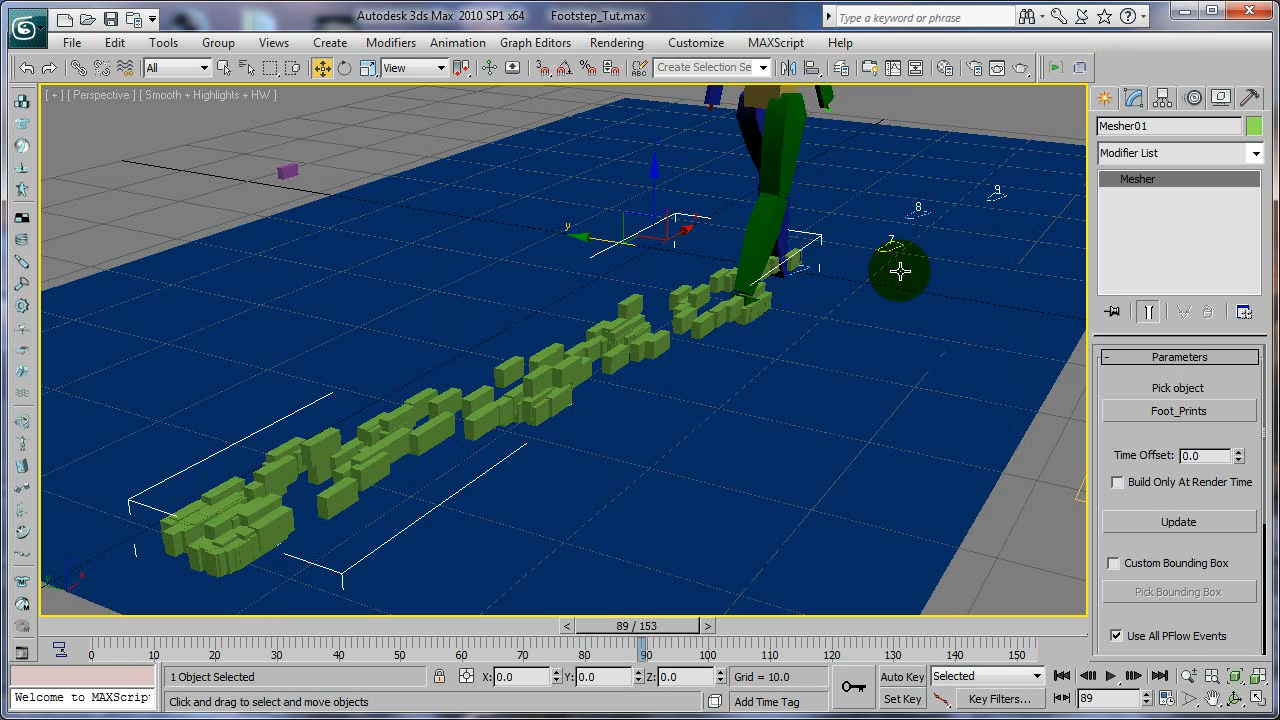 Autodesk 3ds Max 2010 SP1 x64 Footstep_Tut.max
Type a keyword or phrase
File Edit Tools Group Views Create Modifiers Animation Graph Editors Rendering Customize MAXScript Help
All View Create Selection Se
[ + ] [ Perspective ] [ Smooth + Highlights + HW ]
Mesher01
Modifier List
Mesher
9
8
7
y
x
- Parameters
Pick object
Foot_Prints
Time Offset: 0.0
Build Only At Render Time
Update
Custom Bounding Box
Pick Bounding Box
Use All PFlow Events
< 89 / 153 >
0 10 20 30 40 50 60 70 80 90 100 110 120 130 140 150
1 Object Selected X: 0.0 Y: 0.0 Z: 0.0 Grid = 10.0 Auto Key Selected
Welcome to MAXScrip Click and drag to select and move objects Add Time Tag Set Key Key Filters... 89